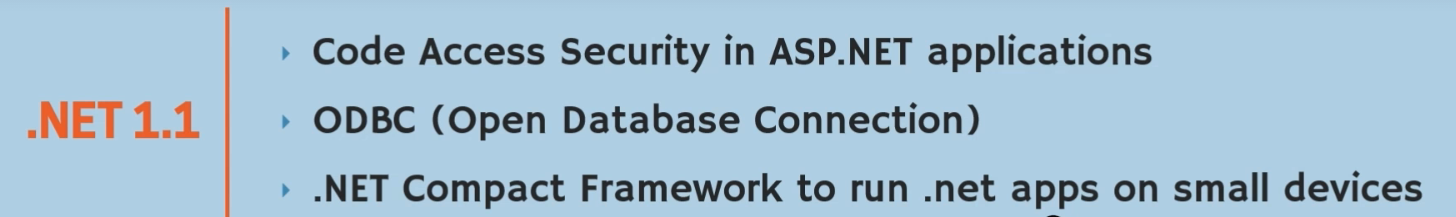 Code Access Security in ASP.NET applications
.NET 1.1
ODBC (Open Database Connection)
.NET Compact Framework to run .net apps on small devices